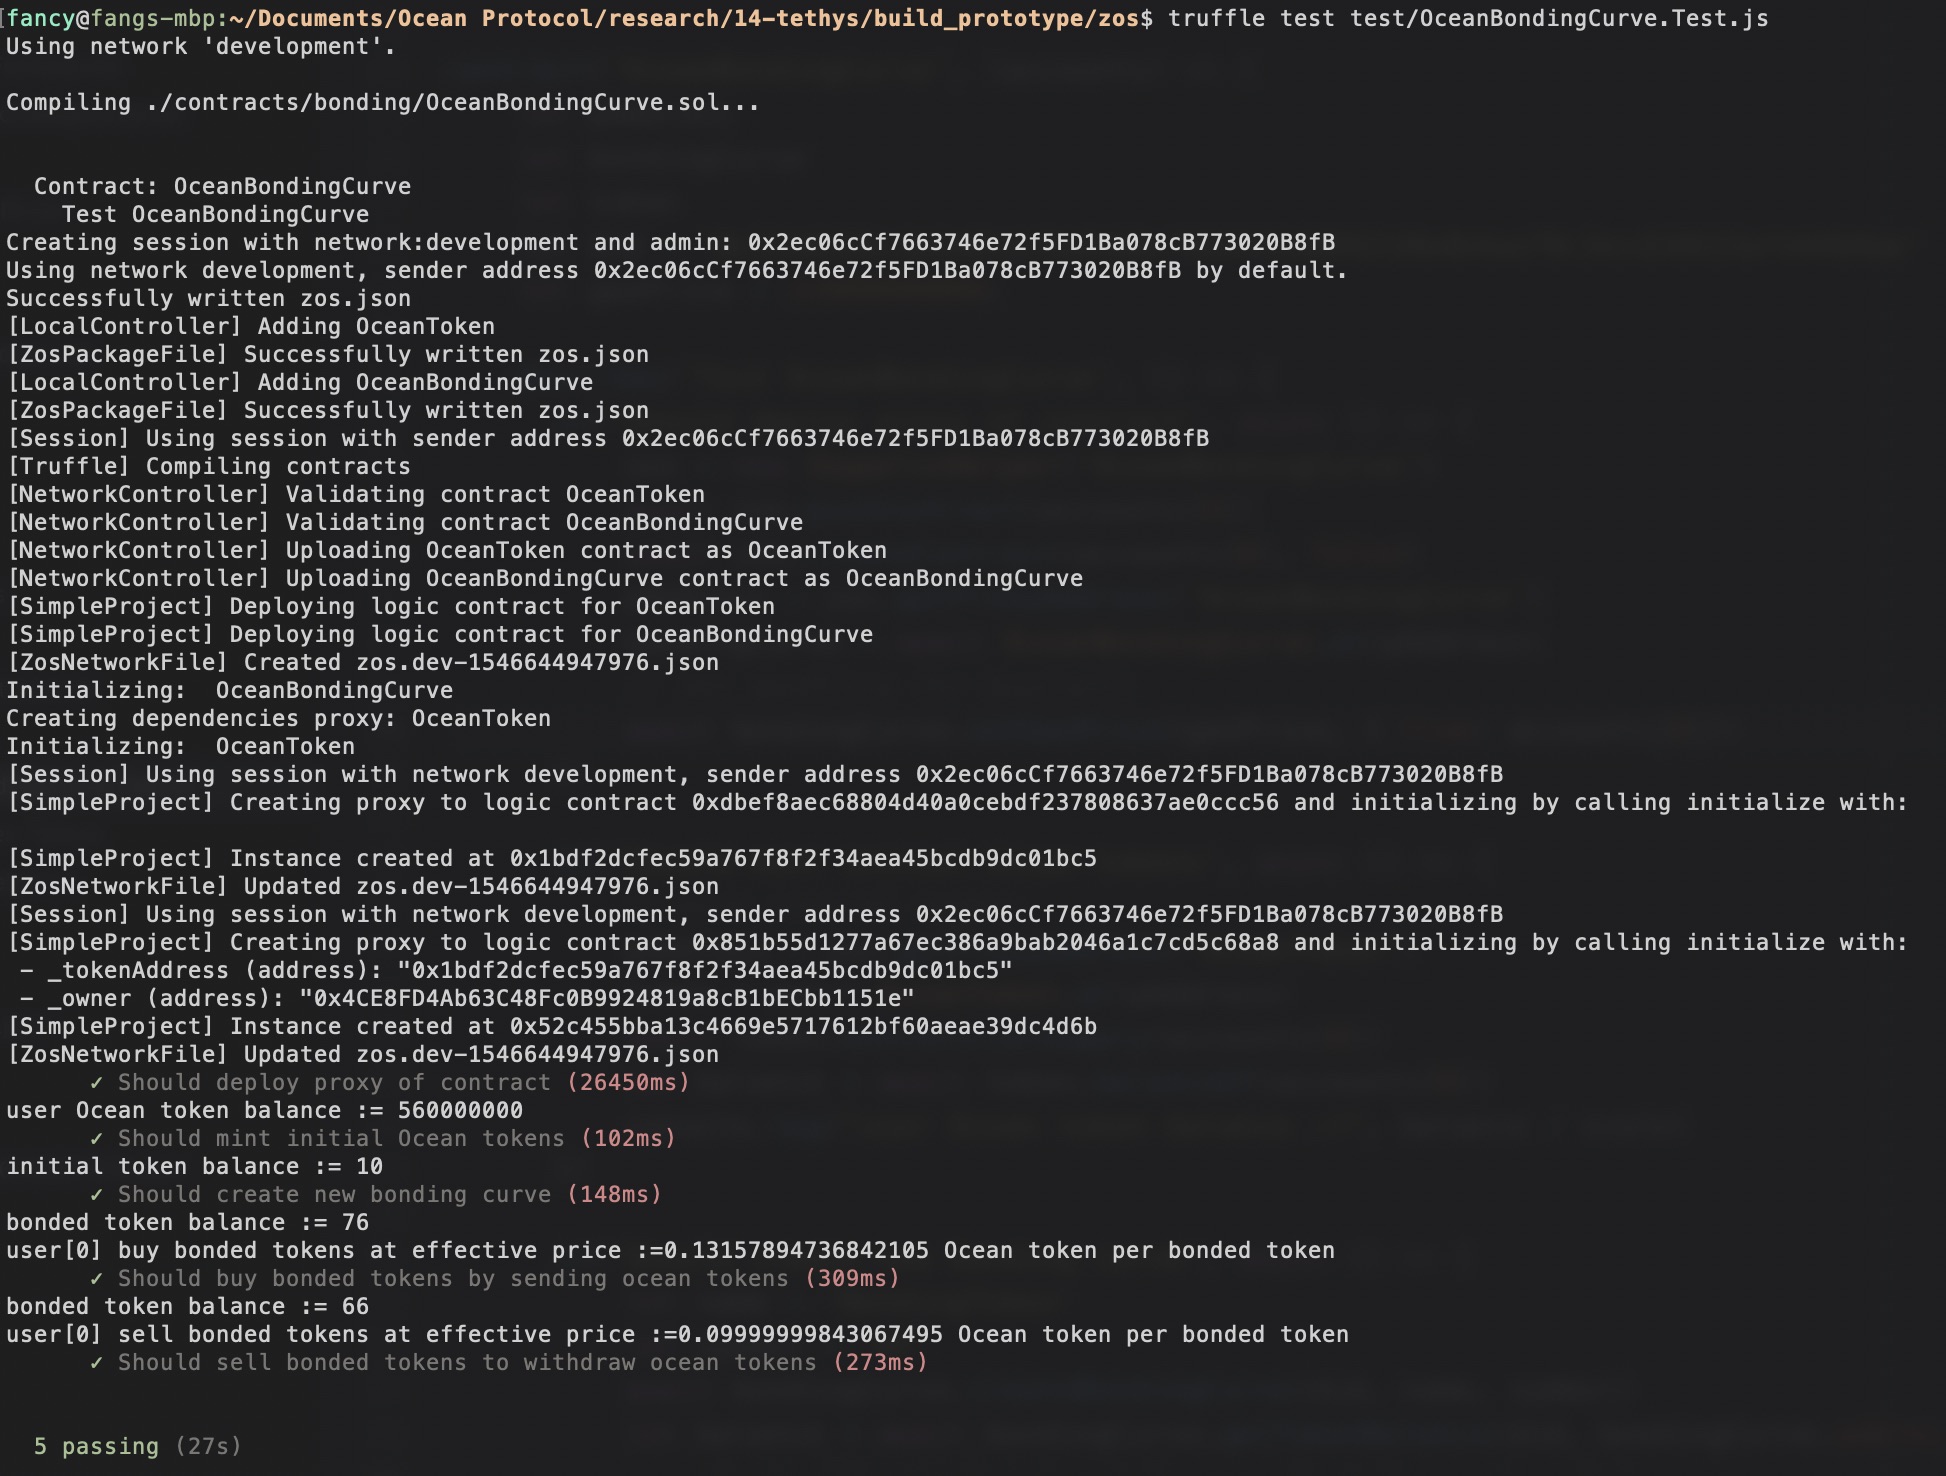 [fancy@fangs-mbp:~/Documents/Ocean Protocol/research/14-tethys/build_prototype/zos$ truffle test test/OceanBondingCurve.Test.js
Using network 'development'.
Compiling ./contracts/bonding/OceanBondingCurve.sol...
Contract: OceanBondingCurve
Test OceanBondingCurve
Creating session with network:development and admin: 0x2ec06cCf7663746e72f5FD1Ba078cB773020B8fB
Using network development, sender address 0x2ec06cCf7663746e72f5FD1Ba078cB773020B8fB by default.
Successfully written zos.json
[LocalController] Adding OceanToken
[ZosPackageFile] Successfully written zos.json
[LocalController] Adding OceanBondingCurve
[ZosPackageFile] Successfully written zos.json
[Session] Using session with sender address 0x2ec06cCf7663746e72f5FD1Ba078cB773020B8fB
[Truffle] Compiling contracts
[NetworkController] Validating contract OceanToken
[NetworkController] Validating contract OceanBondingCurve
[NetworkController] Uploading OceanToken contract as OceanToken
[NetworkController] Uploading OceanBondingCurve contract as OceanBondingCurve
[SimpleProject] Deploying logic contract for OceanToken
[SimpleProject] Deploying logic contract for OceanBondingCurve
[ZosNetworkFile] Created zos.dev-1546644947976.json
Initializing:  OceanBondingCurve
Creating dependencies proxy: OceanToken
Initializing:  OceanToken
[Session] Using session with network development, sender address 0x2ec06cCf7663746e72f5FD1Ba078cB773020B8fB
[SimpleProject] Creating proxy to logic contract 0xdbef8aec68804d40a0cebdf237808637ae0ccc56 and initializing by calling initialize with:
[SimpleProject] Instance created at 0x1bdf2dcfec59a767f8f2f34aea45bcdb9dc01bc5
[ZosNetworkFile] Updated zos.dev-1546644947976.json
[Session] Using session with network development, sender address 0x2ec06cCf7663746e72f5FD1Ba078cB773020B8fB
[SimpleProject] Creating proxy to logic contract 0x851b55d1277a67ec386a9bab2046a1c7cd5c68a8 and initializing by calling initialize with:
- _tokenAddress (address): "0x1bdf2dcfec59a767f8f2f34aea45bcdb9dc01bc5"
- _owner (address): "0x4CE8FD4Ab63C48Fc0B9924819a8cB1bECbb1151e"
[SimpleProject] Instance created at 0x52c455bba13c4669e5717612bf60aeae39dc4d6b
[ZosNetworkFile] Updated zos.dev-1546644947976.json
✓ Should deploy proxy of contract (26450ms)
user Ocean token balance := 560000000
✓ Should mint initial Ocean tokens (102ms)
initial token balance := 10
✓ Should create new bonding curve (148ms)
bonded token balance := 76
user[0] buy bonded tokens at effective price :=0.13157894736842105 Ocean token per bonded token
✓ Should buy bonded tokens by sending ocean tokens (309ms)
bonded token balance := 66
user[0] sell bonded tokens at effective price :=0.09999999843067495 Ocean token per bonded token
✓ Should sell bonded tokens to withdraw ocean tokens (273ms)
5 passing (27s)